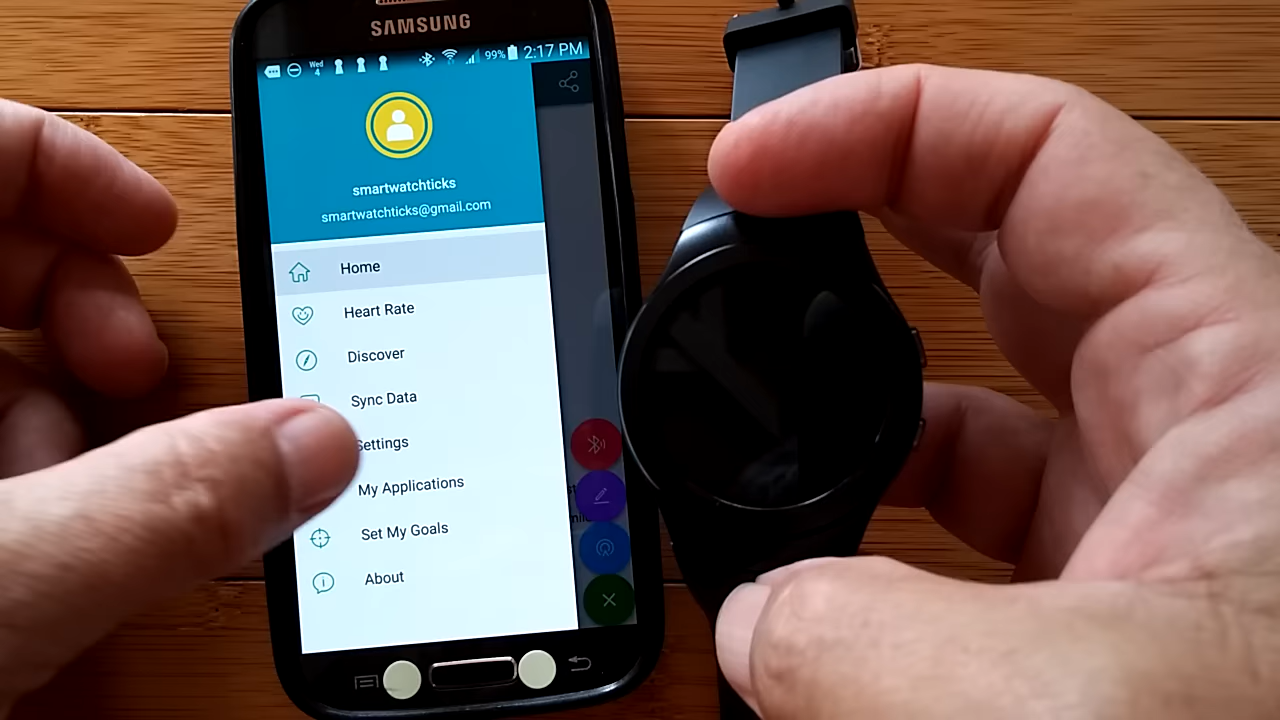 SAMSUNG
Wed
4
99%
2:17 PM
smartwatchticks
smartwatchticks@gmail.com
Home
Heart Rate
Discover
Sync Data
Settings
My Applications
Set My Goals
About